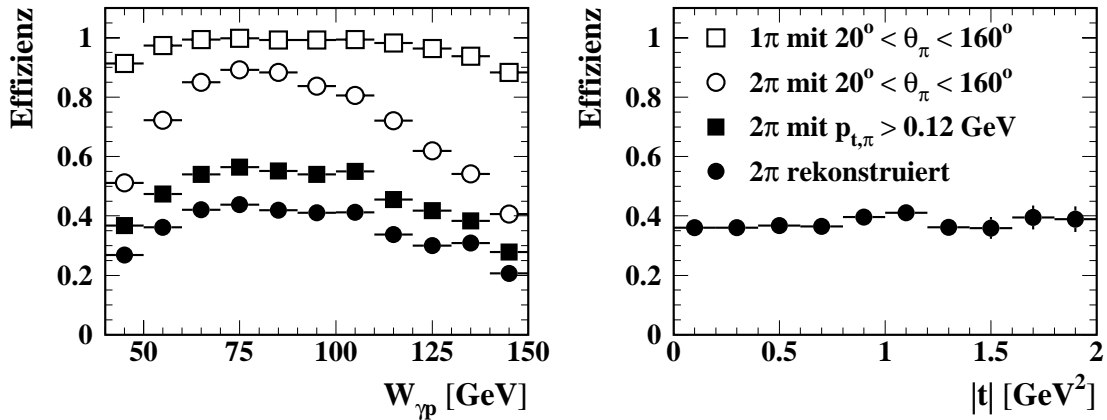 Effizienz
1
0.8
0.6
0.4
0.2
0
50
75
100
125
150
W_γp [GeV]
Effizienz
1
0.8
0.6
0.4
0.2
0
1π mit 20° < θ_π < 160°
2π mit 20° < θ_π < 160°
2π mit p_t,π > 0.12 GeV
2π rekonstruiert
0
0.5
1
1.5
2
|t| [GeV²]